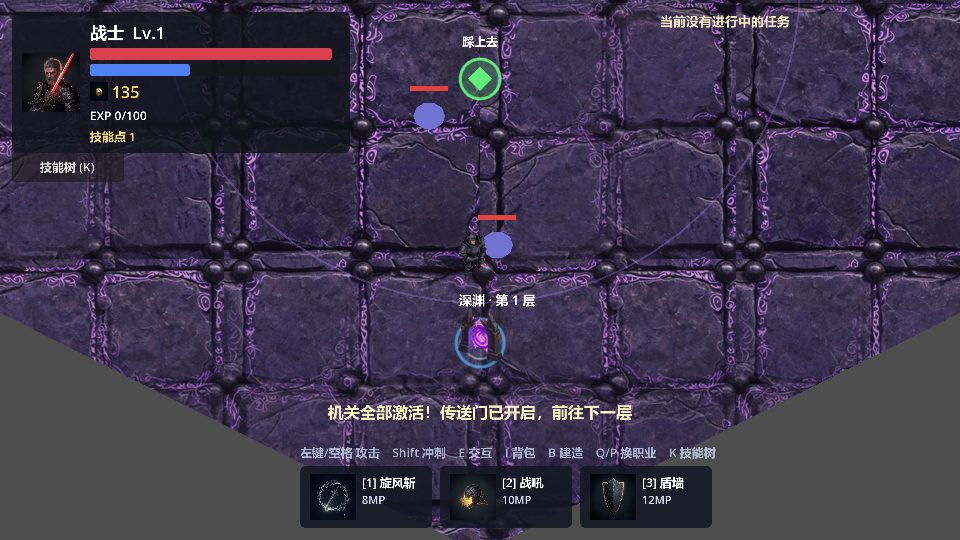 战士 Lv.1
135
EXP 0/100
技能点 1
技能树 (K)
当前没有进行中的任务
踩上去
深渊 · 第 1 层
机关全部激活！传送门已开启，前往下一层
左键/空格 攻击 Shift 冲刺 E 交互 I 背包 B 建造 Q/P 换职业 K 技能树
[1] 旋风斩
8MP
[2] 战吼
10MP
[3] 盾墙
12MP